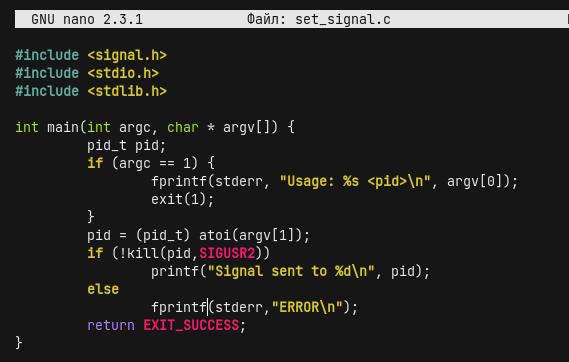 GNU nano 2.3.1 Файл: set_signal.c
#include <signal.h>
#include <stdio.h>
#include <stdlib.h>
int main(int argc, char * argv[]) {
pid_t pid;
if (argc == 1) {
fprintf(stderr, "Usage: %s <pid>\n", argv[0]);
exit(1);
}
pid = (pid_t) atoi(argv[1]);
if (!kill(pid,SIGUSR2))
printf("Signal sent to %d\n", pid);
else
fprintf(stderr,"ERROR\n");
return EXIT_SUCCESS;
}